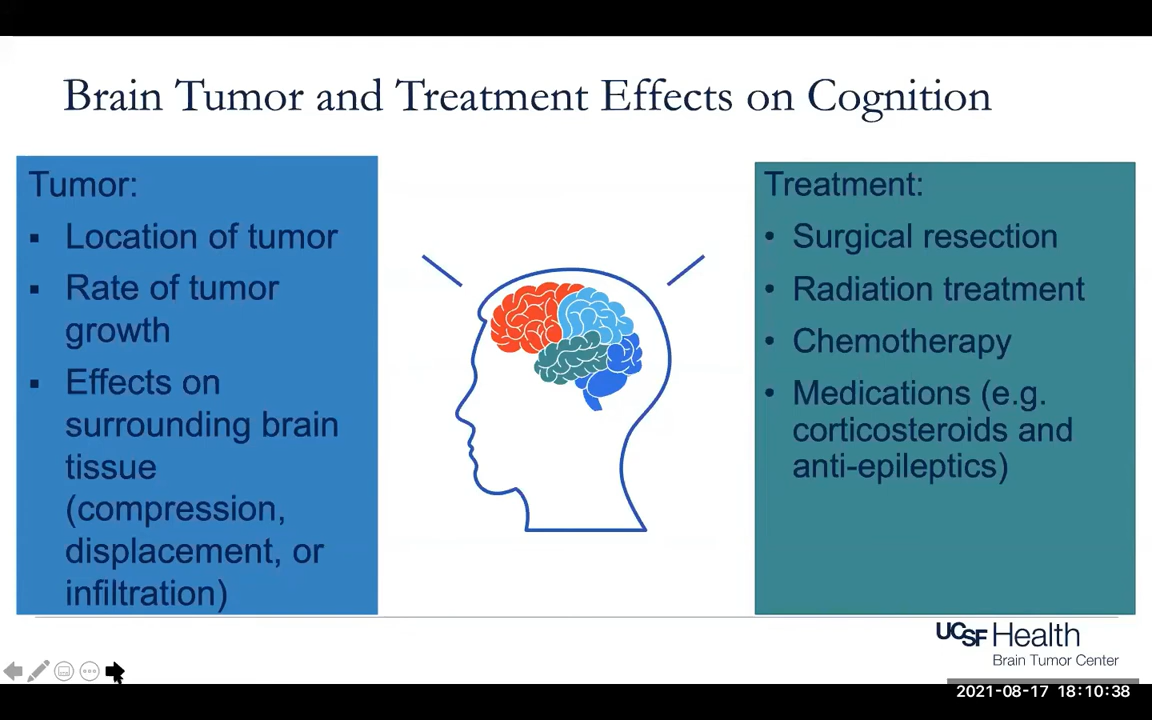 Brain Tumor and Treatment Effects on Cognition
Tumor:
▪ Location of tumor
▪ Rate of tumor
growth
▪ Effects on
surrounding brain
tissue
(compression,
displacement, or
infiltration)
Treatment:
• Surgical resection
• Radiation treatment
• Chemotherapy
• Medications (e.g.
corticosteroids and
anti-epileptics)
UCSF Health
Brain Tumor Center
2021-08-17 18:10:38